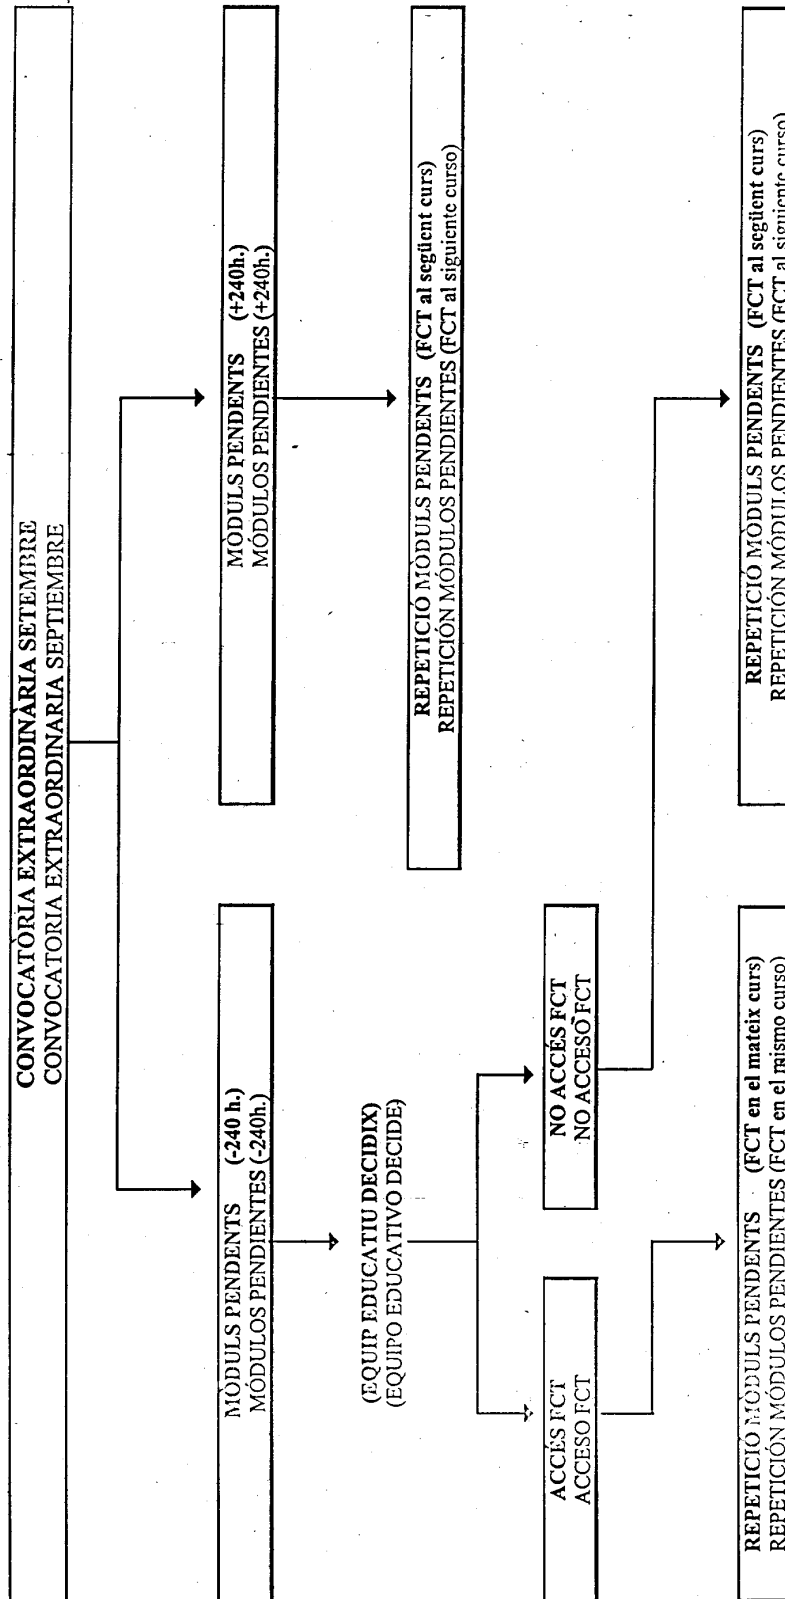 CONVOCATÒRIA EXTRAORDINÀRIA SETEMBRE
CONVOCATORIA EXTRAORDINARIA SEPTIEMBRE
MÒDULS PENDENTS (-240 h.)
MÓDULOS PENDIENTES (-240h.)
MÒDULS PENDENTS (+240h.)
MÓDULOS PENDIENTES (+240h.)
(EQUIP EDUCATIU DECIDIX)
(EQUIPO EDUCATIVO DECIDE)
REPETICIÓ MÒDULS PENDENTS (FCT al següent curs)
REPETICIÓN MÓDULOS PENDIENTES (FCT al siguiente curso)
ACCÉS FCT
ACCESO FCT
NO ACCÉS FCT
NO ACCESO FCT
REPETICIÓ MÒDULS PENDENTS (FCT en el mateix curs)
REPETICIÓN MÓDULOS PENDIENTES (FCT en el mismo curso)
REPETICIÓ MÒDULS PENDENTS (FCT al següent curs)
REPETICIÓN MÓDULOS PENDIENTES (FCT al siguiente curso)